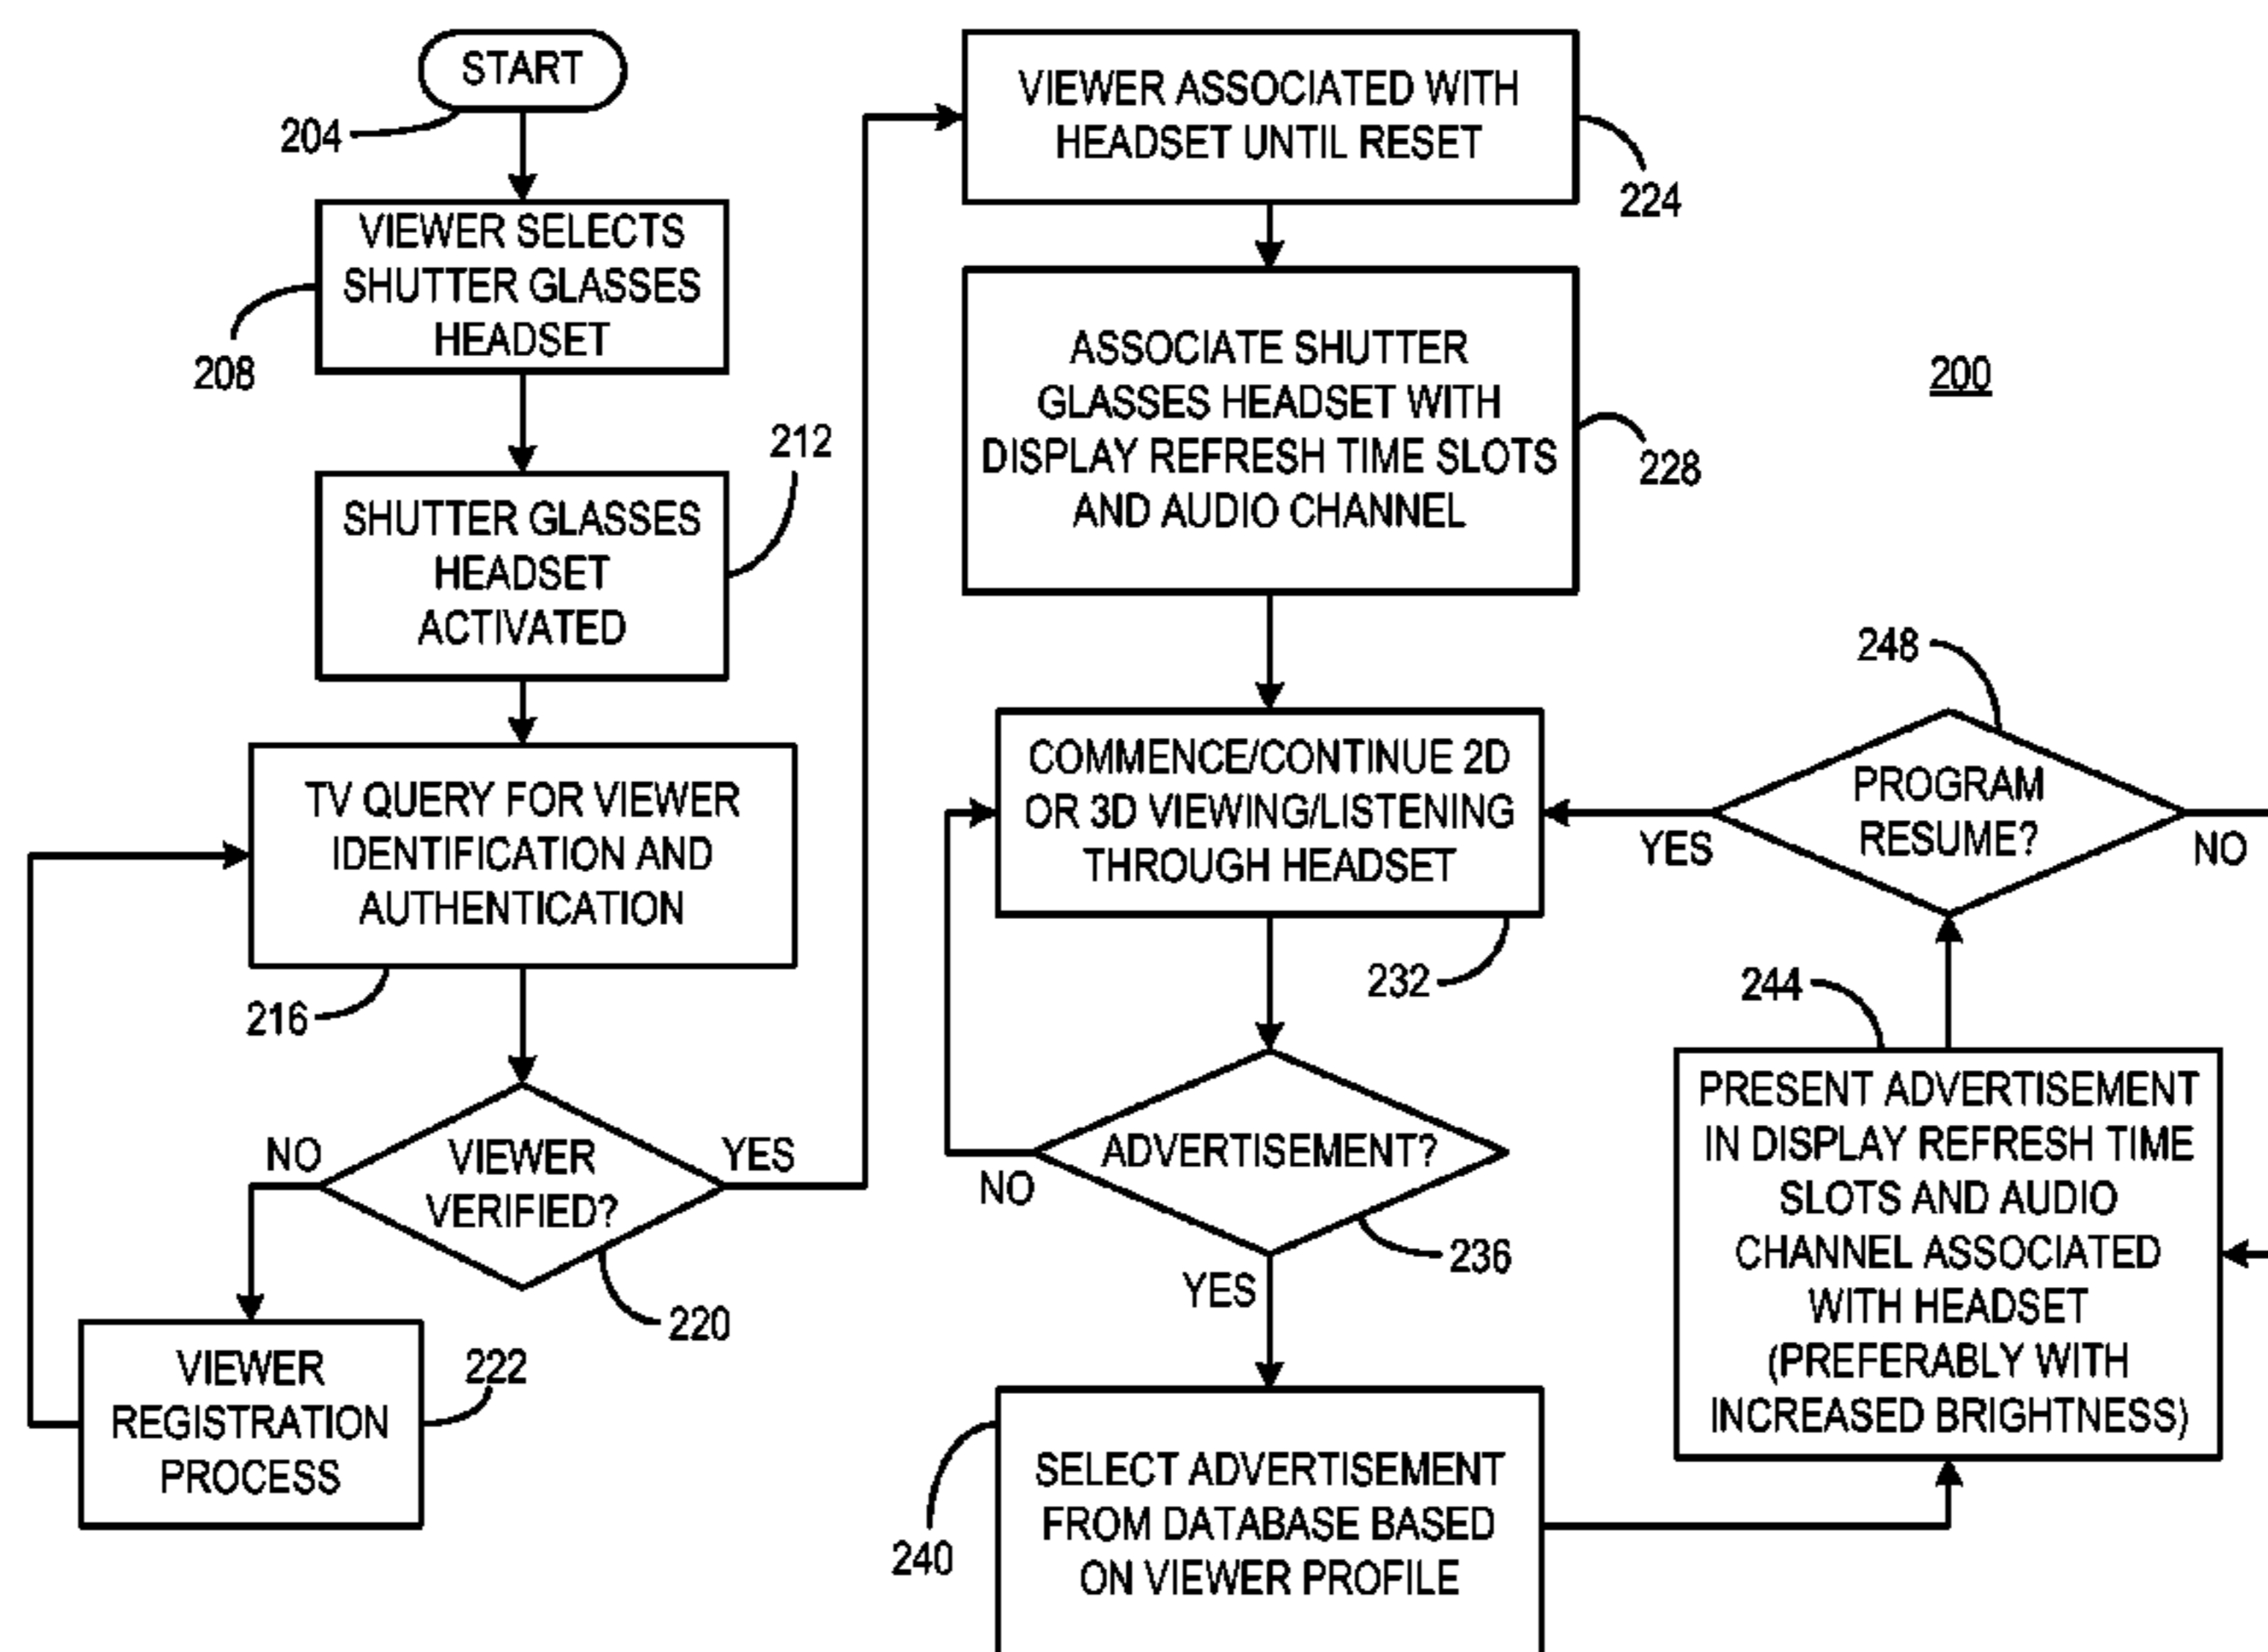 START
204
VIEWER SELECTS
SHUTTER GLASSES
HEADSET
208
SHUTTER GLASSES
HEADSET
ACTIVATED
212
TV QUERY FOR VIEWER
IDENTIFICATION AND
AUTHENTICATION
216
VIEWER
VERIFIED?
NO
YES
220
VIEWER
REGISTRATION
PROCESS
222
VIEWER ASSOCIATED WITH
HEADSET UNTIL RESET
224
ASSOCIATE SHUTTER
GLASSES HEADSET WITH
DISPLAY REFRESH TIME SLOTS
AND AUDIO CHANNEL
228
200
COMMENCE/CONTINUE 2D
OR 3D VIEWING/LISTENING
THROUGH HEADSET
232
ADVERTISEMENT?
NO
YES
236
SELECT ADVERTISEMENT
FROM DATABASE BASED
ON VIEWER PROFILE
240
PRESENT ADVERTISEMENT
IN DISPLAY REFRESH TIME
SLOTS AND AUDIO
CHANNEL ASSOCIATED
WITH HEADSET
(PREFERABLY WITH
INCREASED BRIGHTNESS)
244
PROGRAM
RESUME?
YES
NO
248